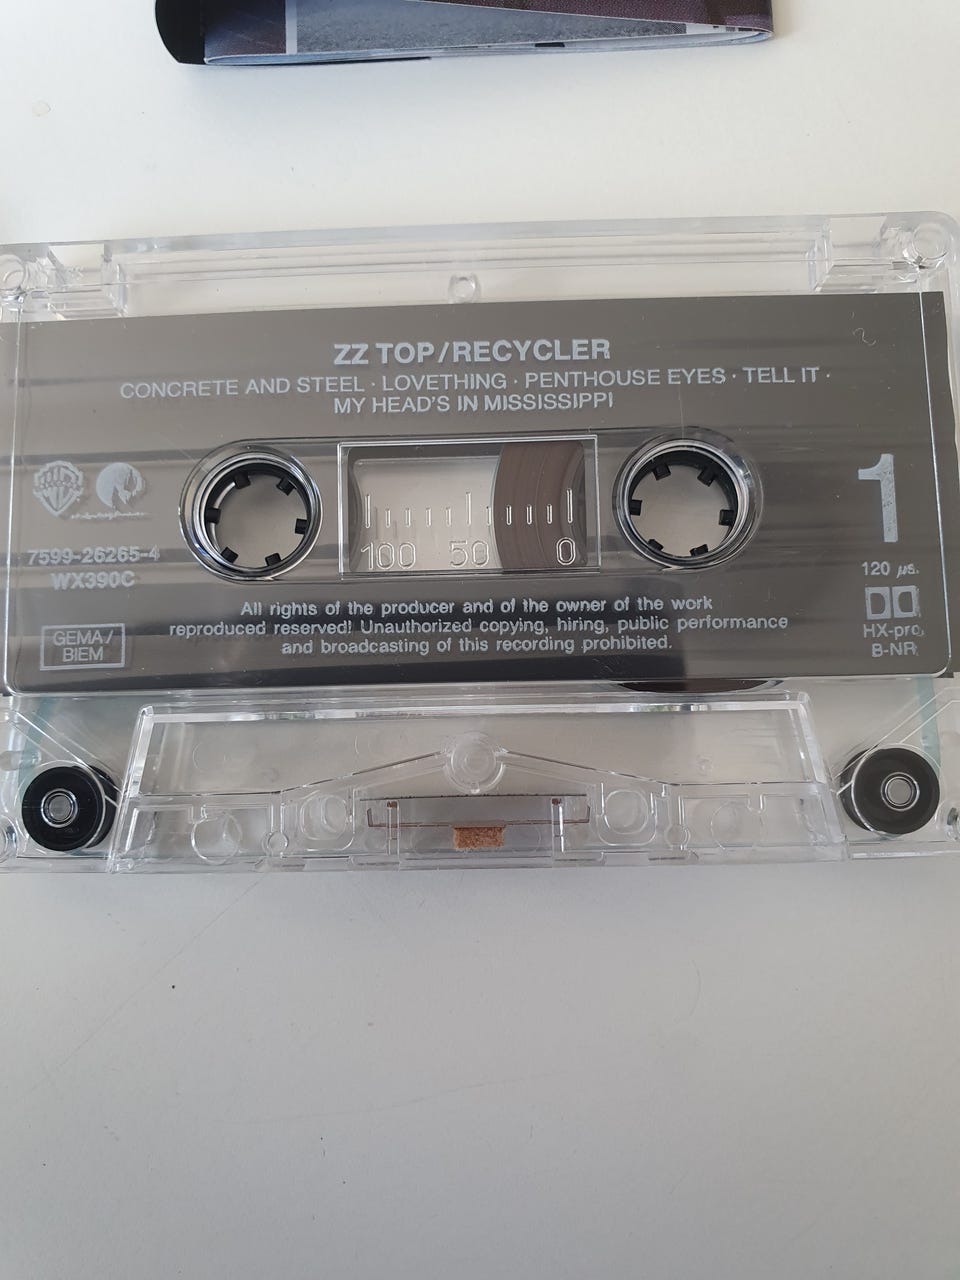 ZZ TOP/RECYCLER
CONCRETE AND STEEL · LOVETHING · PENTHOUSE EYES · TELL IT ·
MY HEAD'S IN MISSISSIPPI
7599-26265-4
WX390C
GEMA/
BIEM
100 50 0
1
120 µs.
HX-pro,
B-NR
All rights of the producer and of the owner of the work
reproduced reserved! Unauthorized copying, hiring, public performance
and broadcasting of this recording prohibited.